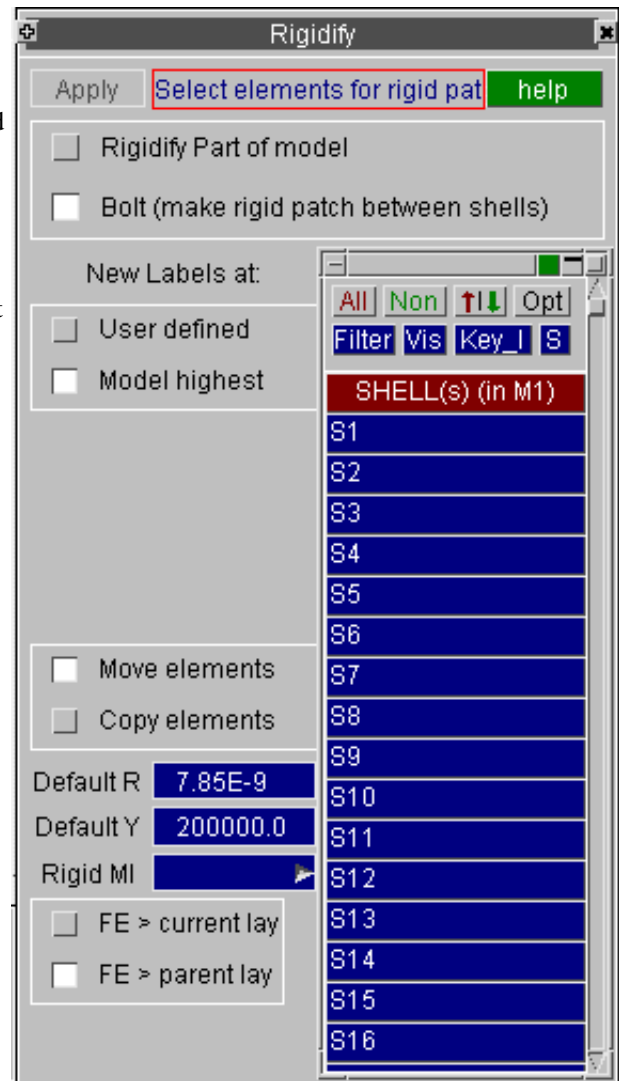 Rigidify
Apply Select elements for rigid pat help
Rigidify Part of model
Bolt (make rigid patch between shells)
New Labels at:
User defined
Model highest
All Non Opt
Filter Vis Key_I S
SHELL(s) (in M1)
S1
S2
S3
S4
S5
S6
S7
S8
S9
S10
S11
S12
S13
S14
S15
S16
Move elements
Copy elements
Default R 7.85E-9
Default Y 200000.0
Rigid MI
FE > current lay
FE > parent lay